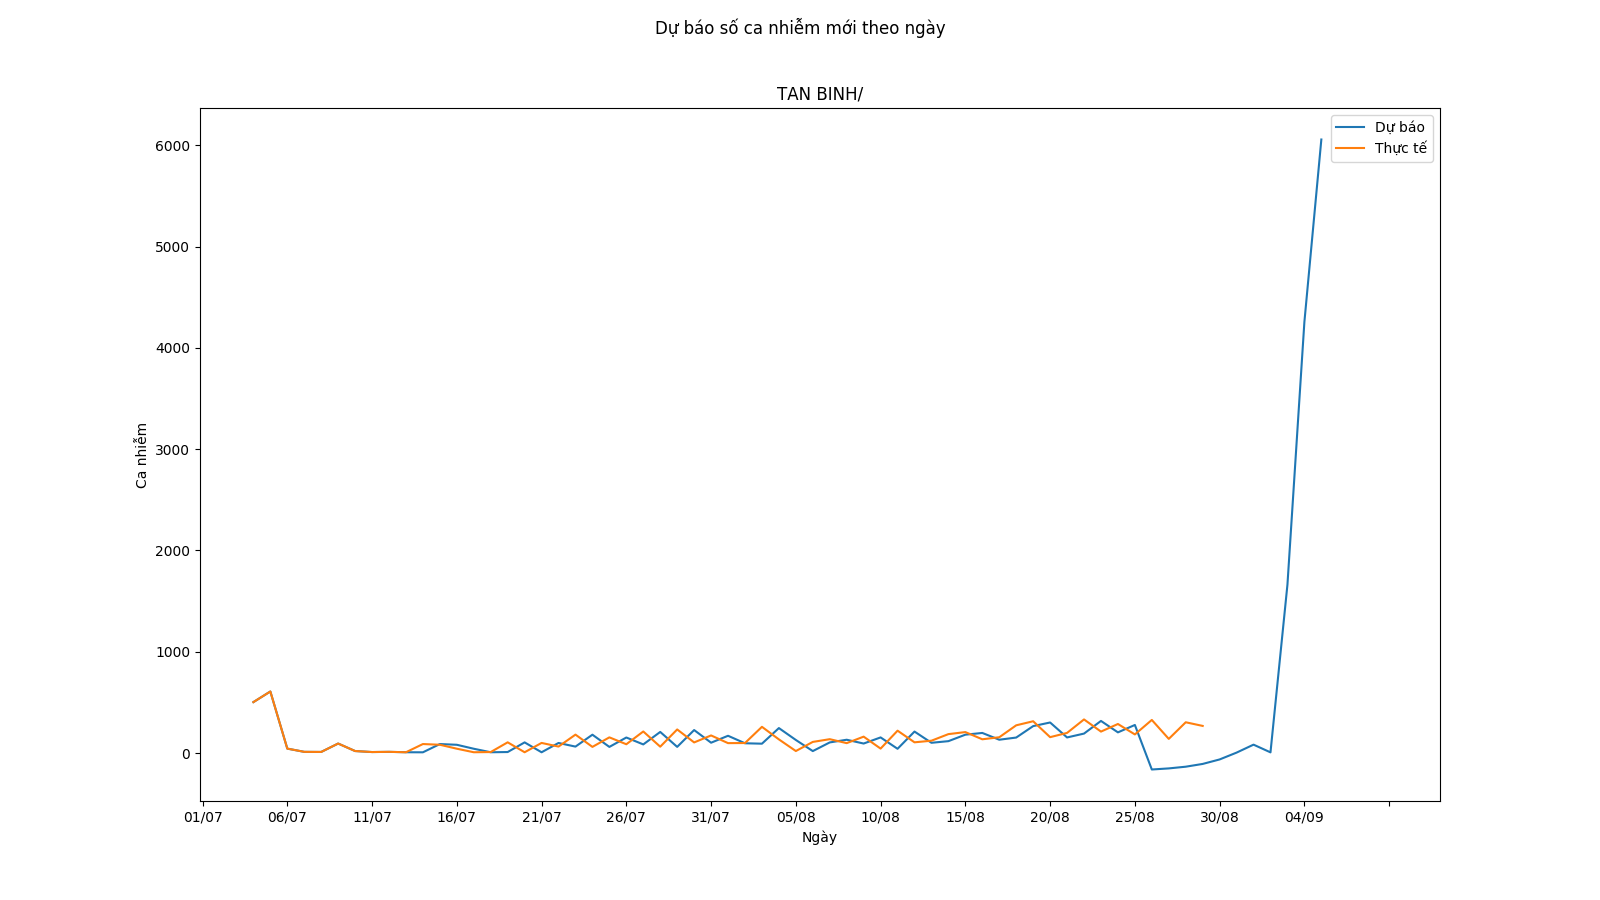 Dự báo số ca nhiễm mới theo ngày
TAN BINH/
Dự báo
Thực tế
6000
5000
4000
3000
2000
1000
0
Ca nhiễm
01/07 06/07 11/07 16/07 21/07 26/07 31/07 05/08 10/08 15/08 20/08 25/08 30/08 04/09
Ngày